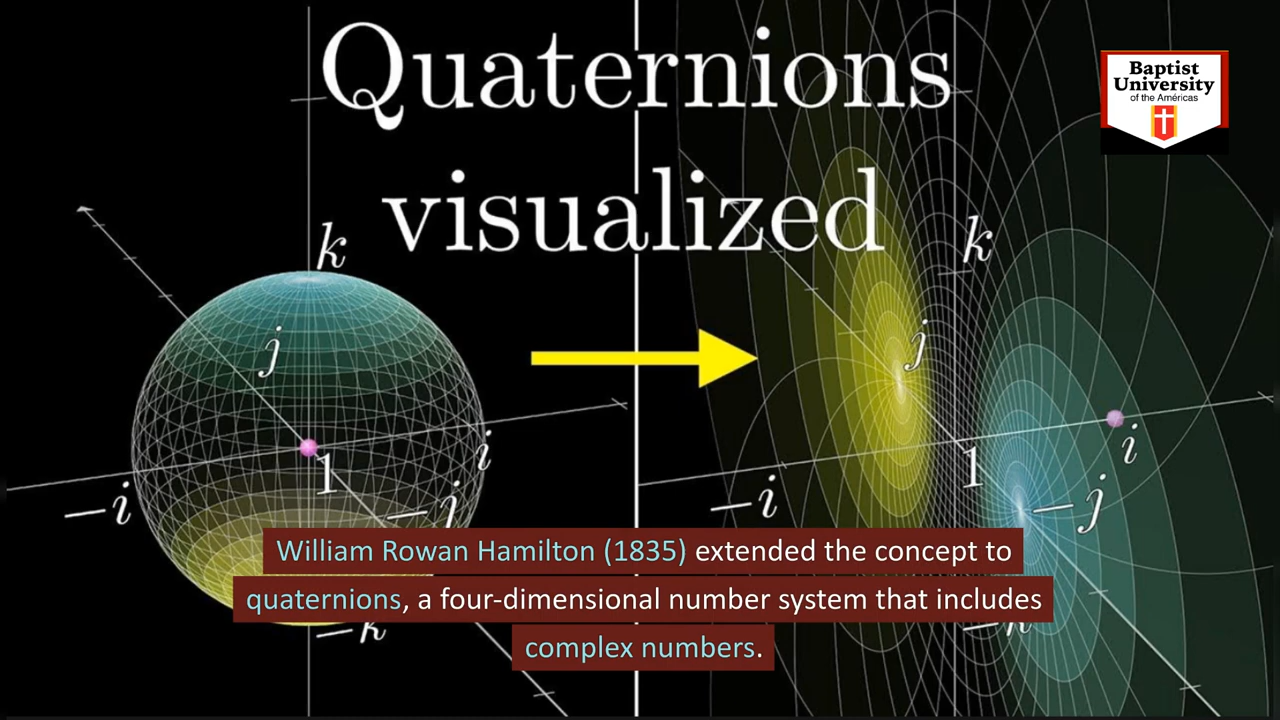 Quaternions
visualized
Baptist
University
of the Américas
k
j
i
1
−i
−j
−k
k
j
i
1
−i
−j
William Rowan Hamilton (1835) extended the concept to
quaternions, a four-dimensional number system that includes
complex numbers.